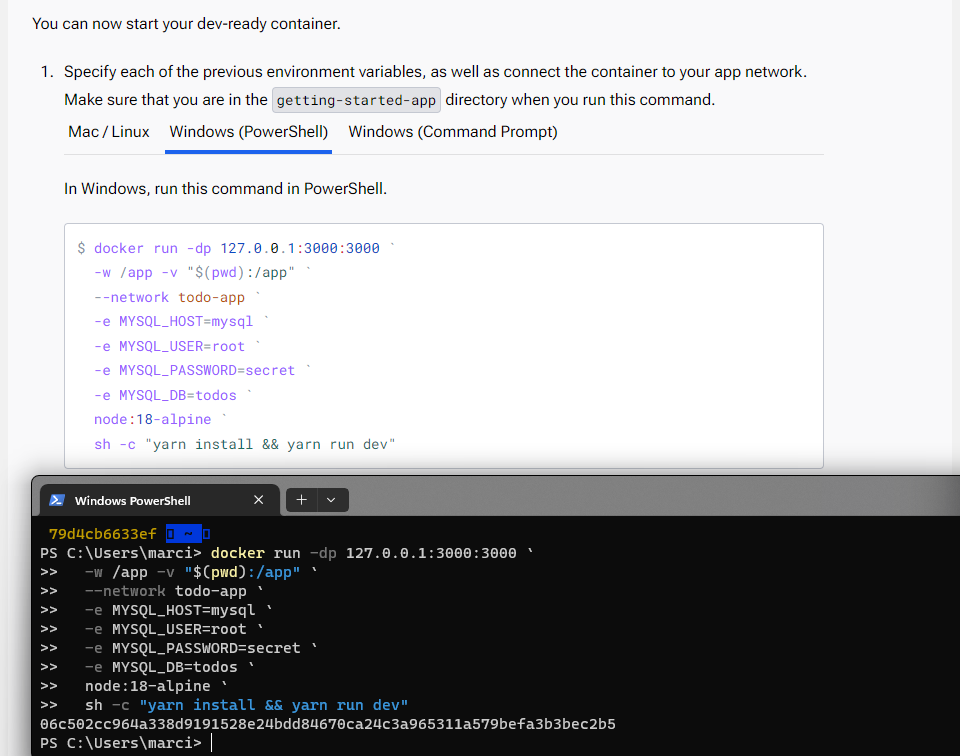 You can now start your dev-ready container.
1. Specify each of the previous environment variables, as well as connect the container to your app network.
Make sure that you are in the getting-started-app directory when you run this command.
Mac / Linux Windows (PowerShell) Windows (Command Prompt)
In Windows, run this command in PowerShell.
$ docker run -dp 127.0.0.1:3000:3000 `
-w /app -v "$(pwd):/app" `
--network todo-app `
-e MYSQL_HOST=mysql `
-e MYSQL_USER=root `
-e MYSQL_PASSWORD=secret `
-e MYSQL_DB=todos `
node:18-alpine `
sh -c "yarn install && yarn run dev"
Windows PowerShell
79d4cb6633ef ~
PS C:\Users\marci> docker run -dp 127.0.0.1:3000:3000 `
>> -w /app -v "$(pwd):/app" `
>> --network todo-app `
>> -e MYSQL_HOST=mysql `
>> -e MYSQL_USER=root `
>> -e MYSQL_PASSWORD=secret `
>> -e MYSQL_DB=todos `
>> node:18-alpine `
>> sh -c "yarn install && yarn run dev"
06c502cc964a338d9191528e24bdd84670ca24c3a965311a579befa3b3bec2b5
PS C:\Users\marci>